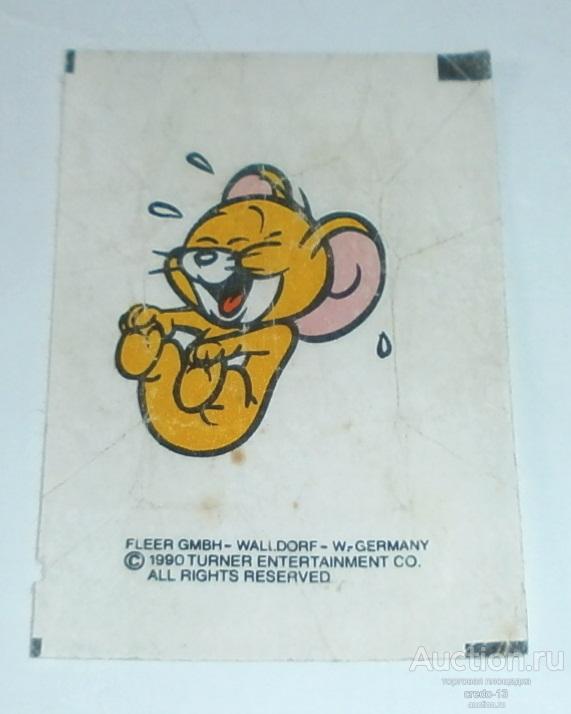 FLEER GMBH - WALLDORF - W.-GERMANY
© 1990 TURNER ENTERTAINMENT CO.
ALL RIGHTS RESERVED
Auction.ru
торговая площадка
credo-13
auction.ru